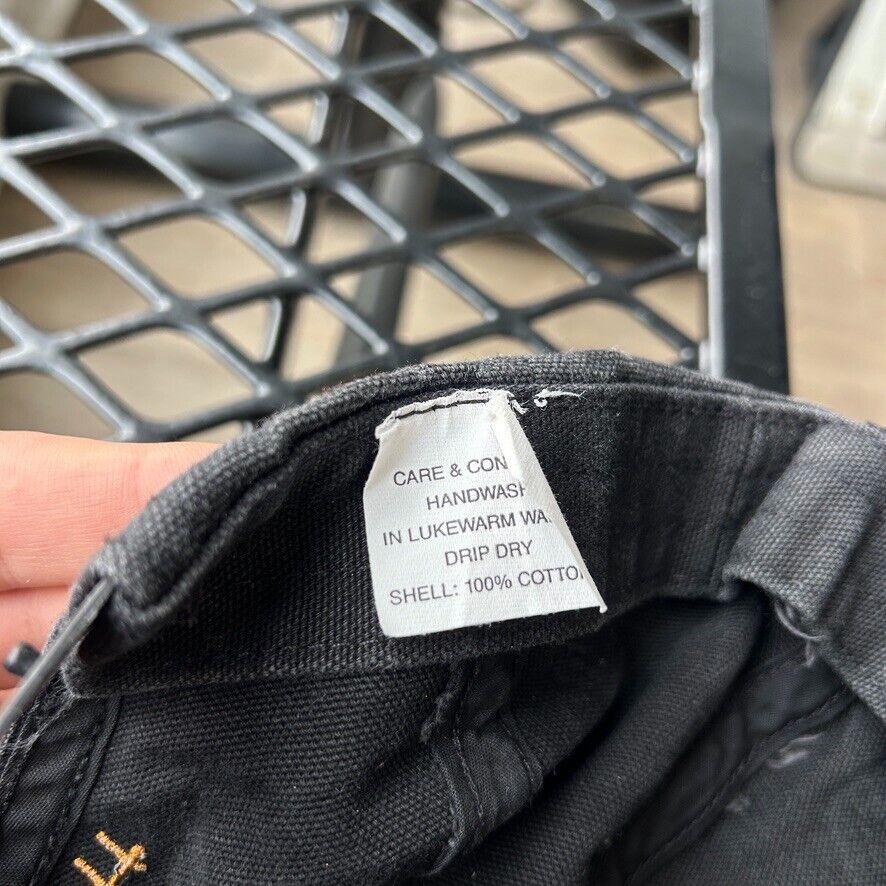 CARE & CON
HANDWASH
IN LUKEWARM WA
DRIP DRY
SHELL: 100% COTTO